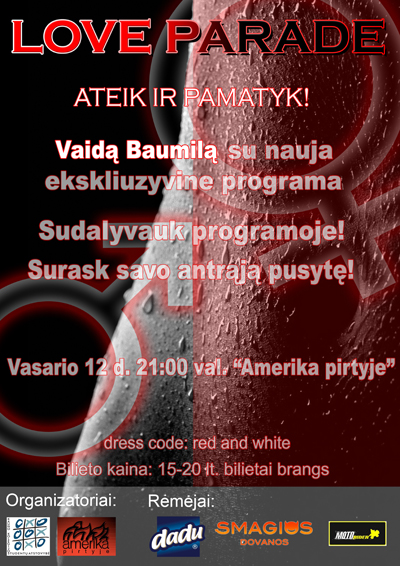 LOVE PARADE
ATEIK IR PAMATYK!
Vaidą Baumilą su nauja
ekskliuzyvine programa
Sudalyvauk programoje!
Surask savo antrąją pusytę!
Vasario 12 d. 21:00 val. "Amerika pirtyje"
dress code: red and white
Bilieto kaina: 15-20 lt. bilietai brangs
Organizatoriai:
Rėmėjai:
amerika
pirtyje
dadu
SMAGIOS
DOVANOS